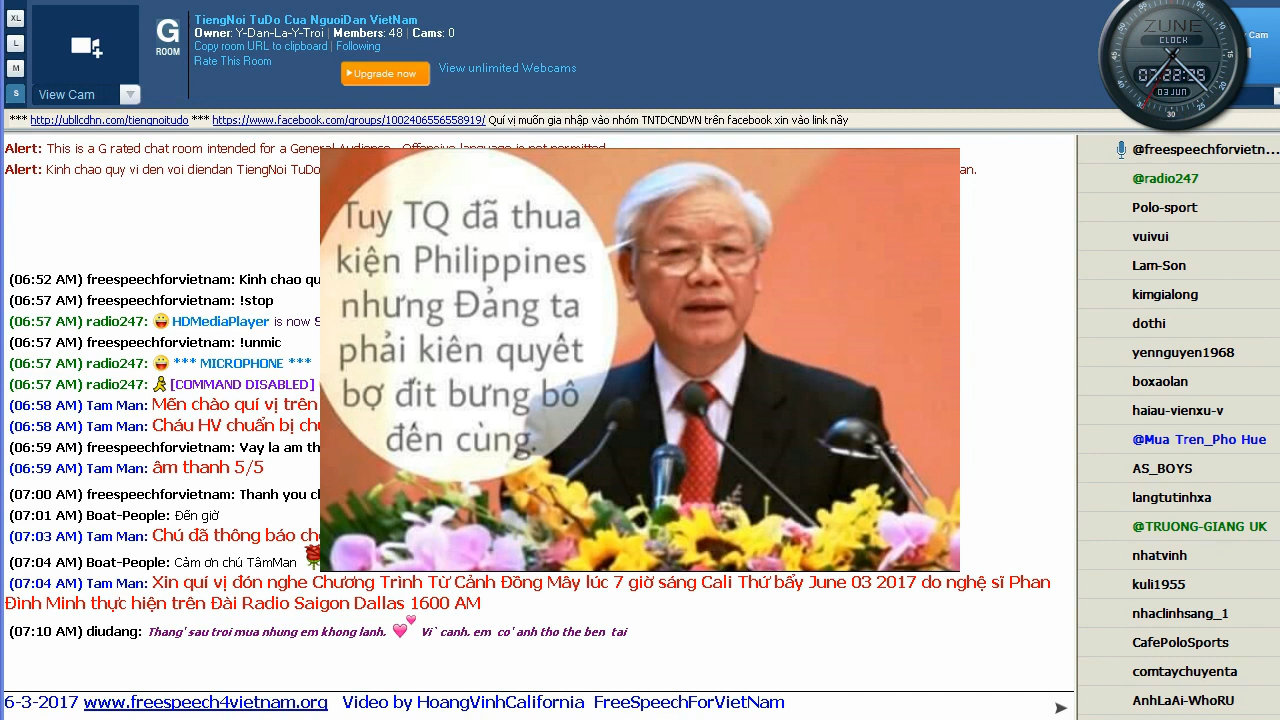 XL
L
M
S
View Cam
G
ROOM
TiengNoi TuDo Cua NguoiDan VietNam
Owner: Y-Dan-La-Y-Troi | Members: 48 | Cams: 0
Copy room URL to clipboard | Following
Rate This Room
Upgrade now
View unlimited Webcams
ZUNE
CLOCK
03 JUN
Cam
*** http://ubllcdhn.com/tiengnoitudo *** https://www.facebook.com/groups/1002406556558919/ Quí vị muốn gia nhập vào nhóm TNTDCNDVN trên facebook xin vào link nầy
Alert: This is a G rated chat room intended for a General Audience. Offensive language is not permitted
Alert: Kinh chao quy vi den voi diendan TiengNoi TuDo
an.
Tuy TQ đã thua
kiện Philippines
nhưng Đảng ta
phải kiên quyết
bợ đít bưng bô
đến cùng.
(06:52 AM) freespeechforvietnam: Kinh chao qu
(06:57 AM) freespeechforvietnam: !stop
(06:57 AM) radio247: HDMediaPlayer is now S
(06:57 AM) freespeechforvietnam: !unmic
(06:57 AM) radio247: *** MICROPHONE ***
(06:57 AM) radio247: [COMMAND DISABLED]
(06:58 AM) Tam Man: Mến chào quí vị trên
(06:58 AM) Tam Man: Cháu HV chuẩn bị
(06:59 AM) freespeechforvietnam: Vay la am th
(06:59 AM) Tam Man: âm thanh 5/5
(07:00 AM) freespeechforvietnam: Thank you
(07:01 AM) Boat-People: Đến giờ
(07:03 AM) Tam Man: Chú đã thông báo
(07:04 AM) Boat-People: Cảm ơn chú TâmMan
(07:04 AM) Tam Man: Xin quí vị đón nghe Chương Trình Từ Cảnh Đồng Mây lúc 7 giờ sáng Cali Thứ bẩy June 03 2017 do nghệ sĩ Phan
Đình Minh thực hiện trên Đài Radio Saigon Dallas 1600 AM
(07:10 AM) diudang: Thang' sau troi mua nhung em khong lanh. Vi` canh. em co' anh tho the ben tai
6-3-2017 www.freespeech4vietnam.org Video by HoangVinhCalifornia FreeSpeechForVietNam
@freespeechforvietn...
@radio247
Polo-sport
vuivui
Lam-Son
kimgialong
dothi
yennguyen1968
boxaolan
haiau-vienxu-v
@Mua Tren_Pho Hue
AS_BOYS
langtutinhxa
@TRUONG-GIANG UK
nhatvinh
kuli1955
nhaclinhsang_1
CafePoloSports
comtaychuyenta
AnhLaAi-WhoRU